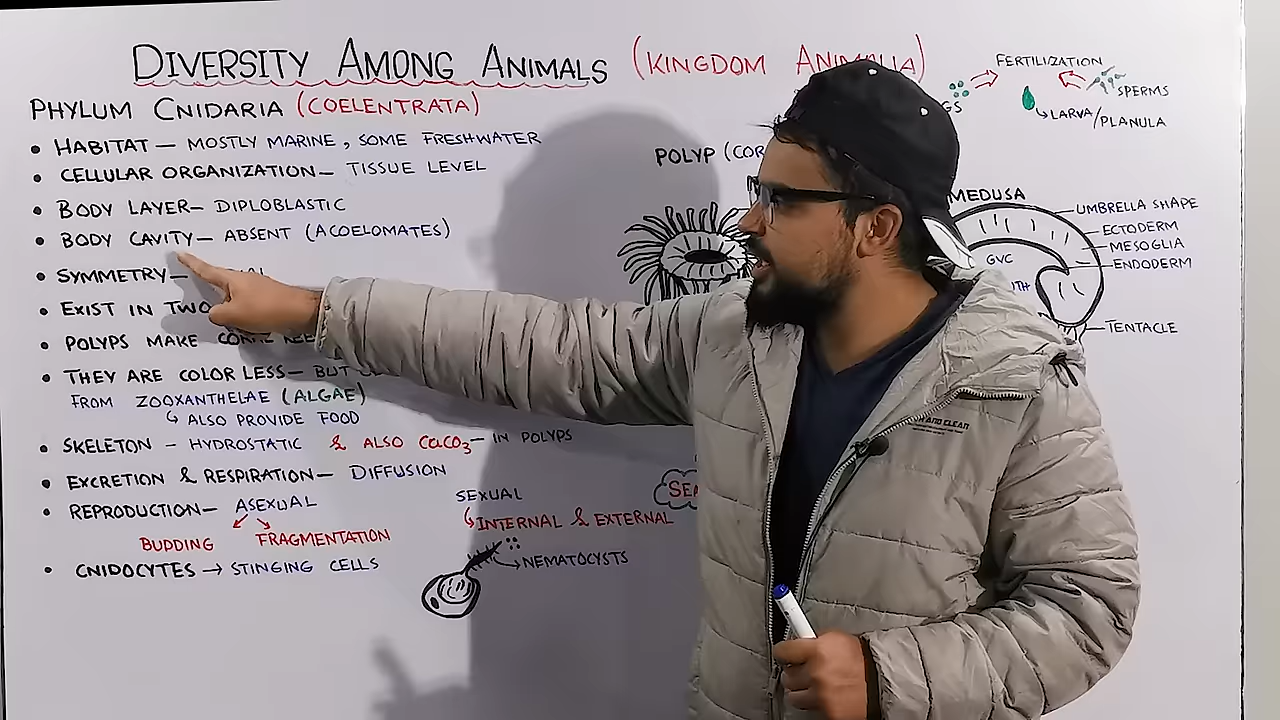 DIVERSITY AMONG ANIMALS (KINGDOM ANIMALIA)
PHYLUM CNIDARIA (COELENTRATA)
• HABITAT — MOSTLY MARINE, SOME FRESHWATER
• CELLULAR ORGANIZATION — TISSUE LEVEL
• BODY LAYER — DIPLOBLASTIC
• BODY CAVITY — ABSENT (ACOELOMATES)
• SYMMETRY —
• EXIST IN TWO
• POLYPS MAKE
• THEY ARE COLOR LESS — BUT
FROM ZOOXANTHELAE (ALGAE)
ALSO PROVIDE FOOD
• SKELETON - HYDROSTATIC & ALSO CaCO3 — IN POLYPS
• EXCRETION & RESPIRATION — DIFFUSION
• REPRODUCTION — ASEXUAL
BUDDING FRAGMENTATION
SEXUAL
INTERNAL & EXTERNAL
• CNIDOCYTES → STINGING CELLS
NEMATOCYSTS
FERTILIZATION
SPERMS
LARVA/PLANULA
POLYP
MEDUSA
UMBRELLA SHAPE
ECTODERM
MESOGLIA
ENDODERM
GVC
TENTACLE